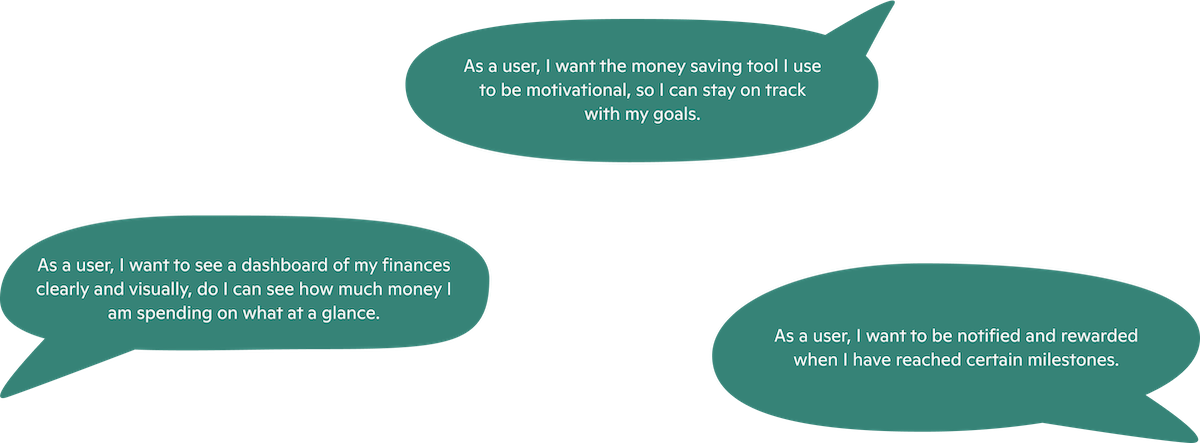 As a user, I want the money saving tool I use
to be motivational, so I can stay on track
with my goals.
As a user, I want to see a dashboard of my finances
clearly and visually, do I can see how much money I
am spending on what at a glance.
As a user, I want to be notified and rewarded
when I have reached certain milestones.